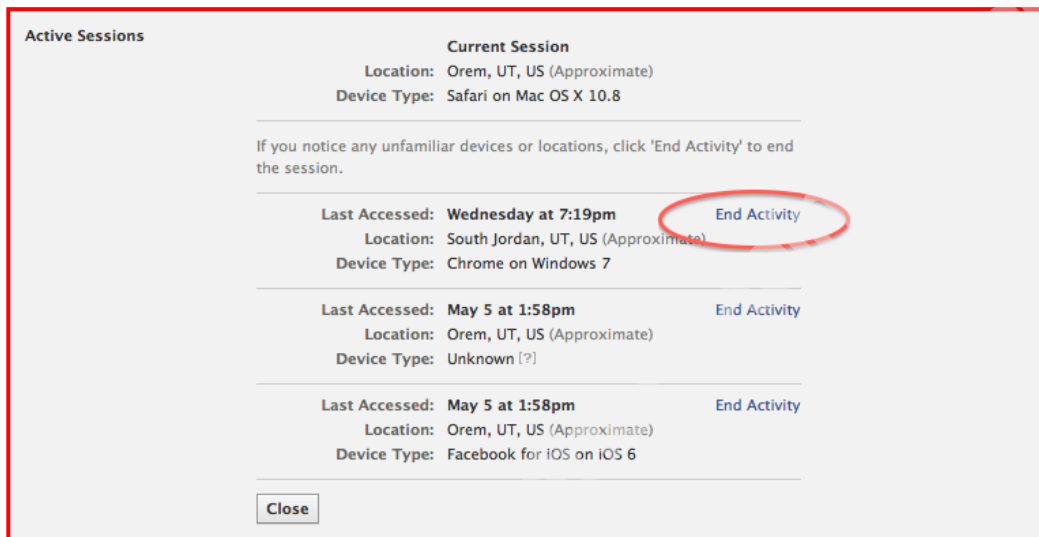 Active Sessions
Current Session
Location: Orem, UT, US (Approximate)
Device Type: Safari on Mac OS X 10.8
If you notice any unfamiliar devices or locations, click 'End Activity' to end
the session.
Last Accessed: Wednesday at 7:19pm End Activity
Location: South Jordan, UT, US (Approximate)
Device Type: Chrome on Windows 7
Last Accessed: May 5 at 1:58pm End Activity
Location: Orem, UT, US (Approximate)
Device Type: Unknown [?]
Last Accessed: May 5 at 1:58pm End Activity
Location: Orem, UT, US (Approximate)
Device Type: Facebook for iOS on iOS 6
Close